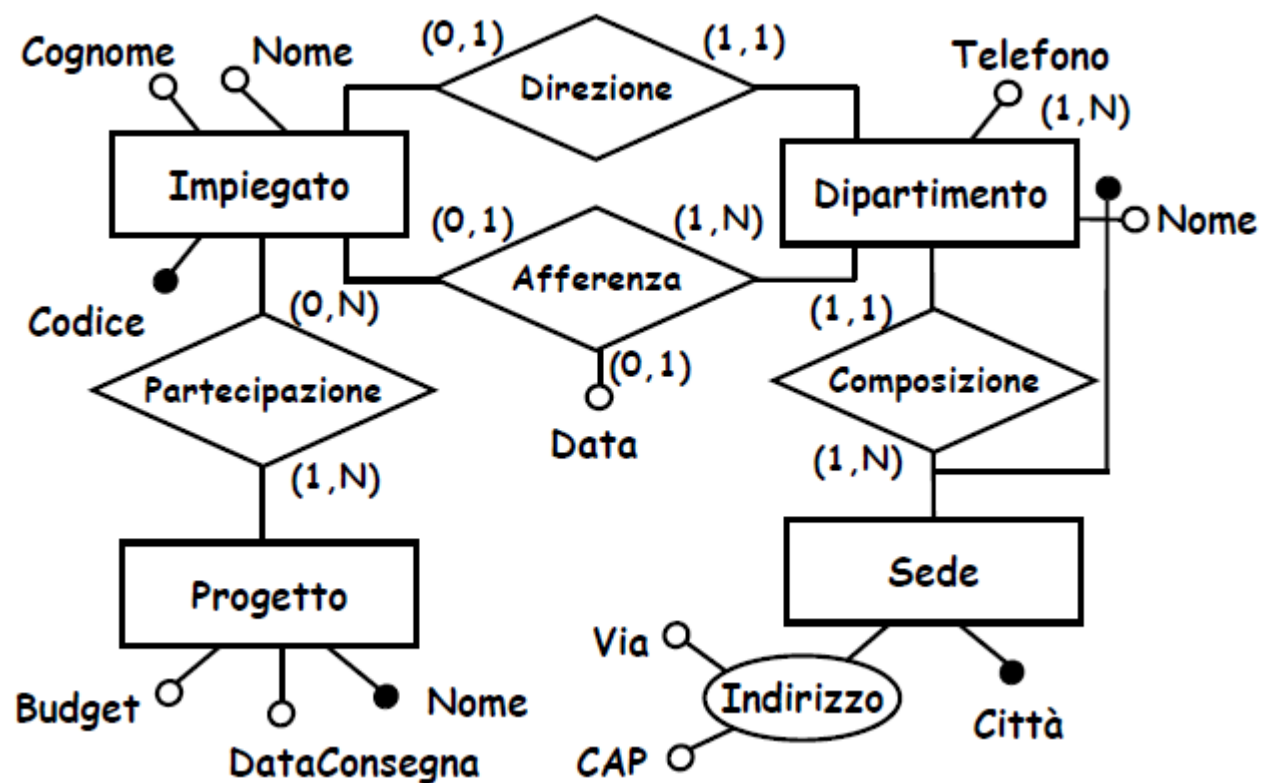 Cognome
Nome
(0,1)
(1,1)
Direzione
Telefono
(1,N)
Impiegato
Dipartimento
Nome
(0,1)
(1,N)
Afferenza
Codice
(0,N)
(1,1)
(0,1)
Partecipazione
Composizione
Data
(1,N)
(1,N)
Progetto
Sede
Via
Budget
Nome
Indirizzo
Città
DataConsegna
CAP